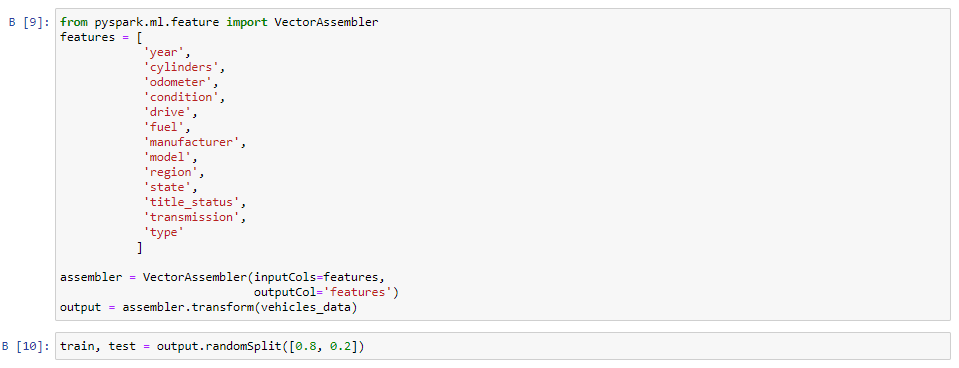 B [9]: from pyspark.ml.feature import VectorAssembler
features = [
'year',
'cylinders',
'odometer',
'condition',
'drive',
'fuel',
'manufacturer',
'model',
'region',
'state',
'title_status',
'transmission',
'type'
]
assembler = VectorAssembler(inputCols=features,
outputCol='features')
output = assembler.transform(vehicles_data)
B [10]: train, test = output.randomSplit([0.8, 0.2])